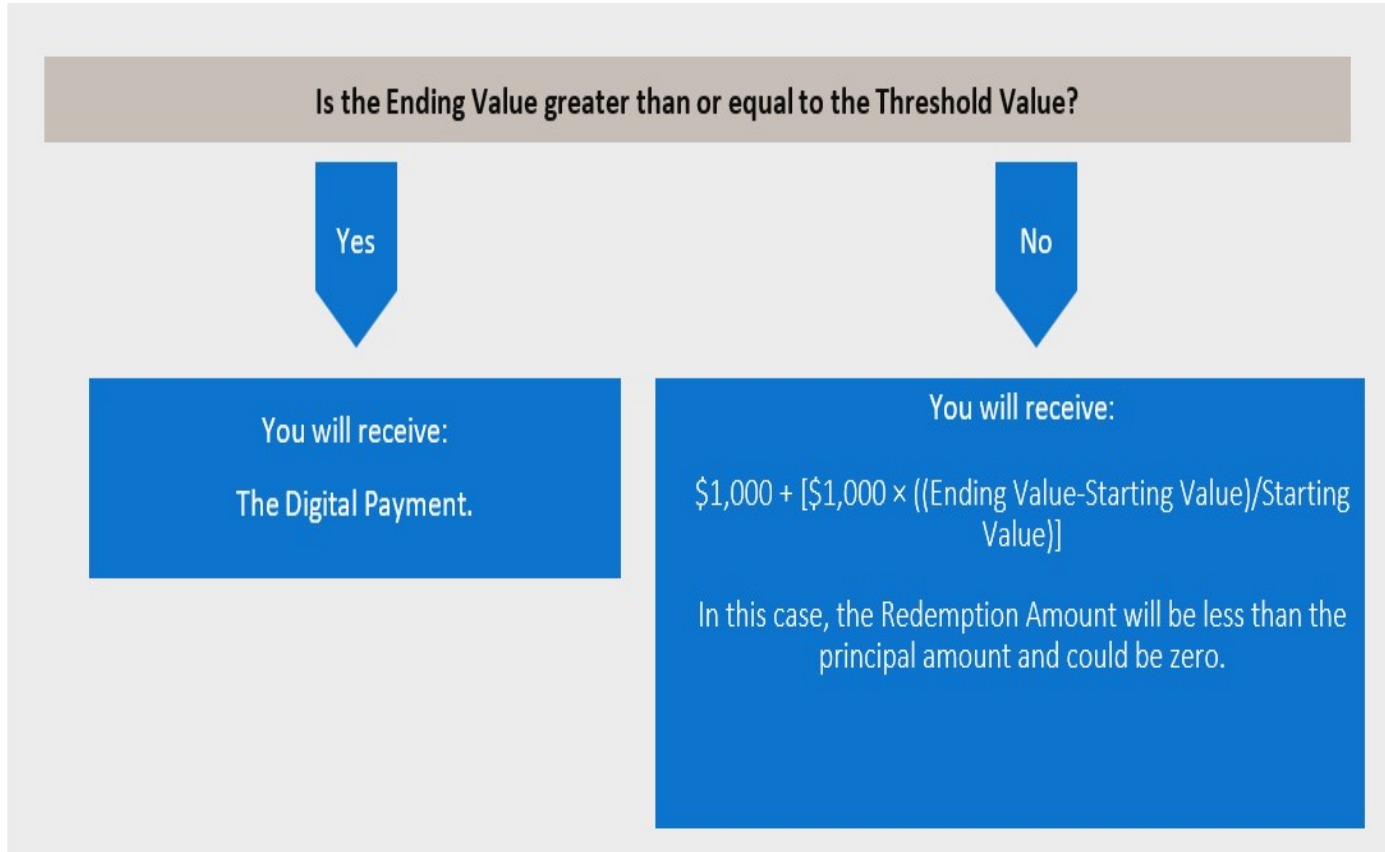 Is the Ending Value greater than or equal to the Threshold Value?
Yes
No
You will receive:
The Digital Payment.
You will receive:
$1,000 + [$1,000 × ((Ending Value-Starting Value)/Starting
Value)]
In this case, the Redemption Amount will be less than the
principal amount and could be zero.